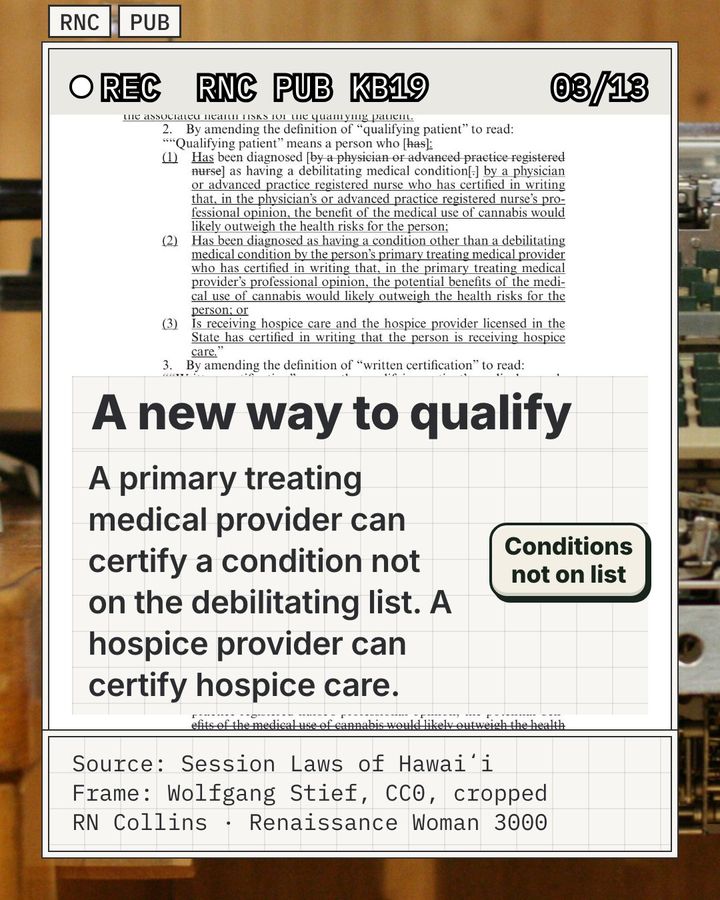 RNC PUB
REC RNC PUB KB19 03/13
the associated health risks for the qualifying patient.
2. By amending the definition of “qualifying patient” to read:
““Qualifying patient” means a person who [has]:
(1) Has been diagnosed [by a physician or advanced practice registered
nurse] as having a debilitating medical condition[.] by a physician
or advanced practice registered nurse who has certified in writing
that, in the physician’s or advanced practice registered nurse’s pro-
fessional opinion, the benefit of the medical use of cannabis would
likely outweigh the health risks for the person;
(2) Has been diagnosed as having a condition other than a debilitating
medical condition by the person’s primary treating medical provider
who has certified in writing that, in the primary treating medical
provider’s professional opinion, the potential benefits of the medi-
cal use of cannabis would likely outweigh the health risks for the
person; or
(3) Is receiving hospice care and the hospice provider licensed in the
State has certified in writing that the person is receiving hospice
care.”
3. By amending the definition of “written certification” to read:
A new way to qualify
A primary treating
medical provider can
certify a condition not
on the debilitating list. A
hospice provider can
certify hospice care.
Conditions
not on list
efits of the medical use of cannabis would likely outweigh the health
Source: Session Laws of Hawaiʻi
Frame: Wolfgang Stief, CC0, cropped
RN Collins · Renaissance Woman 3000